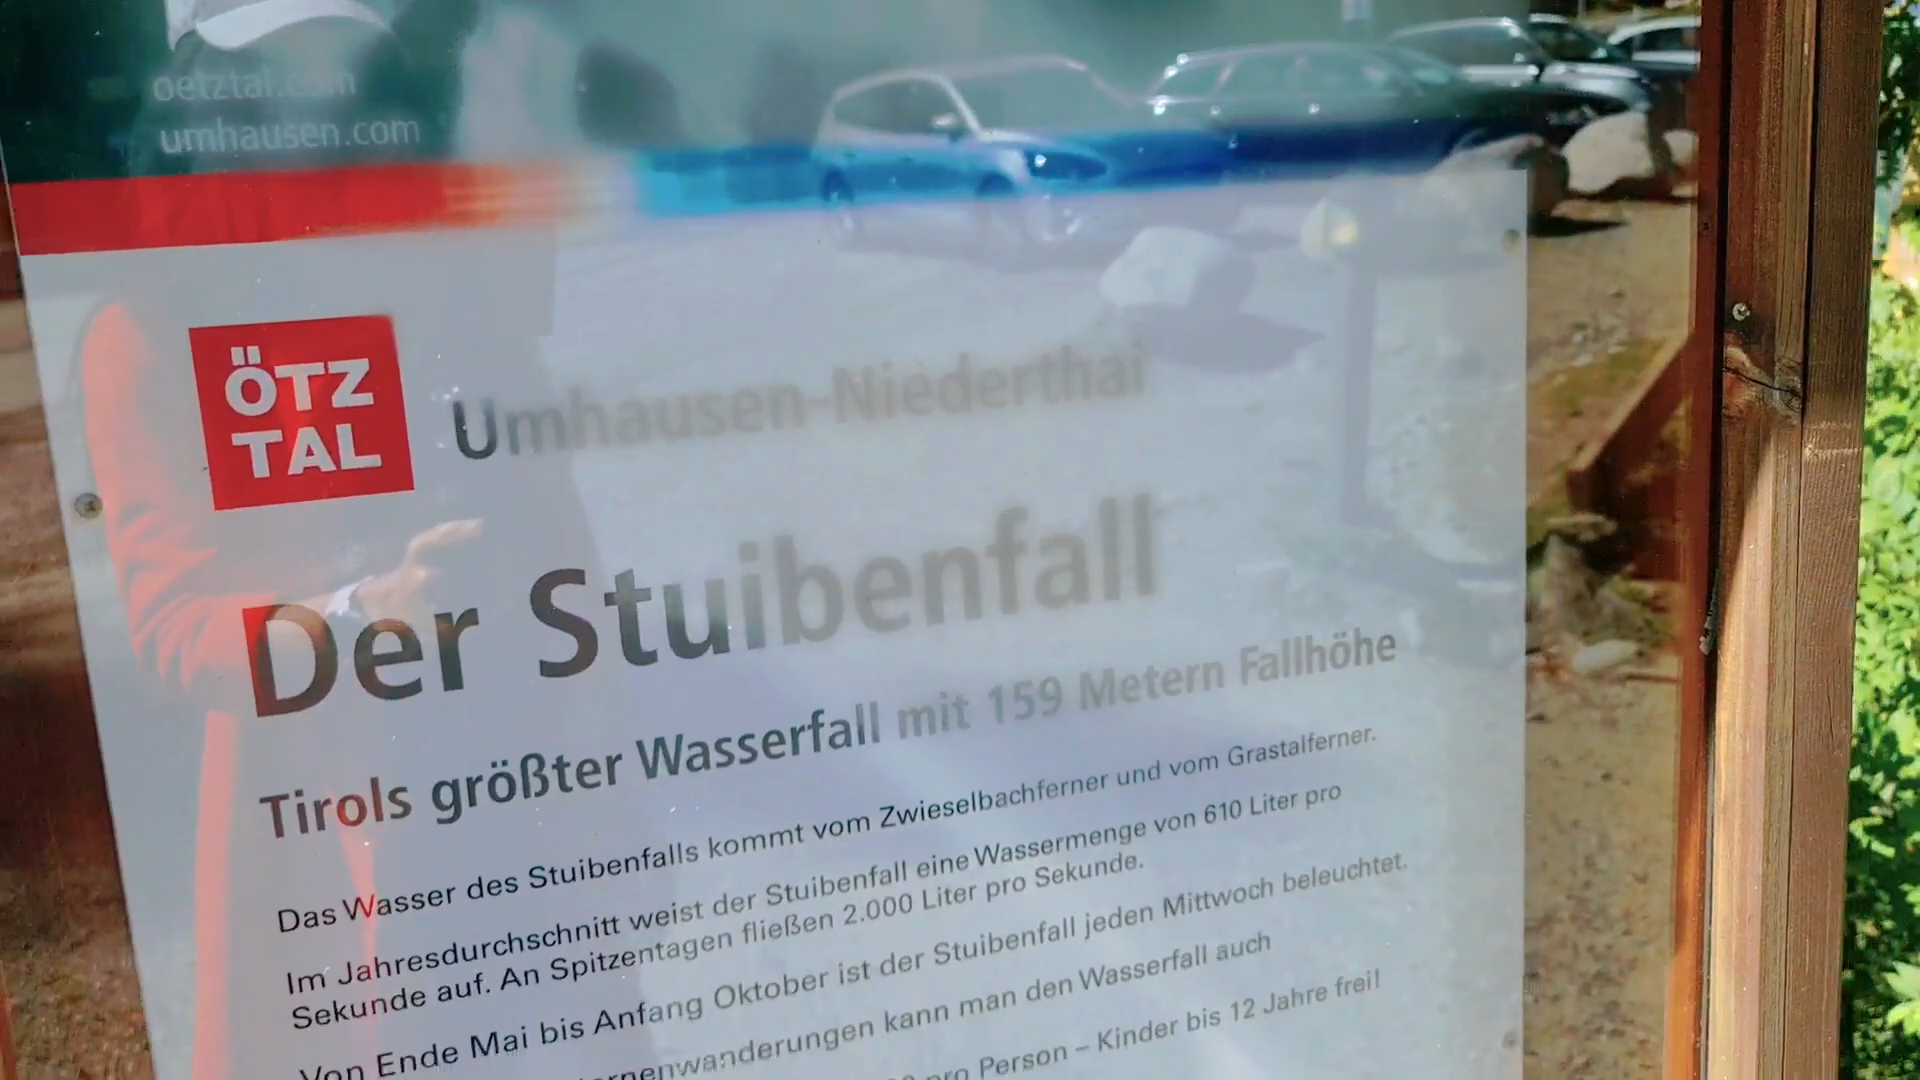 oetztal.com
umhausen.com
ÖTZ
TAL
Umhausen-Niederthai
Der Stuibenfall
Tirols größter Wasserfall mit 159 Metern Fallhöhe
Das Wasser des Stuibenfalls kommt vom Zwieselbachferner und vom Grastalferner.
Im Jahresdurchschnitt weist der Stuibenfall eine Wassermenge von 610 Liter pro
Sekunde auf. An Spitzentagen fließen 2.000 Liter pro Sekunde.
Von Ende Mai bis Anfang Oktober ist der Stuibenfall jeden Mittwoch beleuchtet.
kann man den Wasserfall auch
pro Person – Kinder bis 12 Jahre frei!